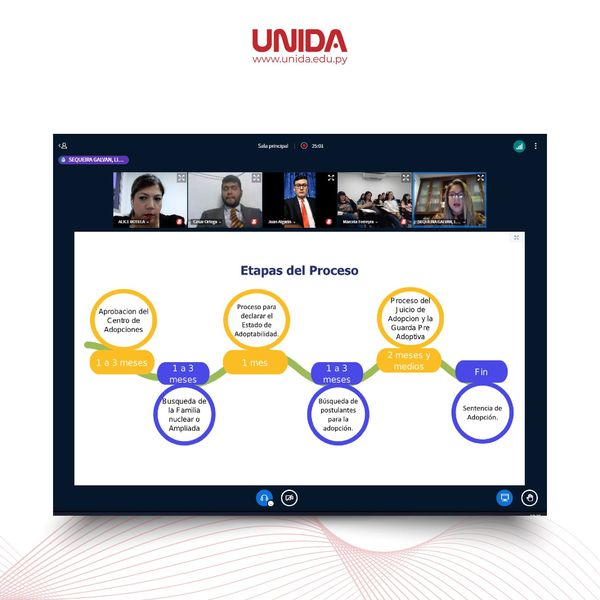 UNIDA
www.unida.edu.py
Sala principal
25:01
SEQUEIRA GALVAN, LI...
ALICE BOTELLA
César Ortega
Juan Algarin
Marcela Ferreyra
SEQUEIRA GALVAN, L...
Etapas del Proceso
Aprobacion del
Centro de
Adopciones
1 a 3 meses
1 a 3
meses
Busqueda de
la Familia
nuclear o
Ampliada
Proceso para
declarar el
Estado de
Adoptabilidad.
1 mes
1 a 3
meses
Búsqueda de
postulantes
para la
adopción.
Proceso del
Juicio de
Adopcion y la
Guarda Pre
Adoptiva
2 meses y
medios
Fin
Sentencia de
Adopción.